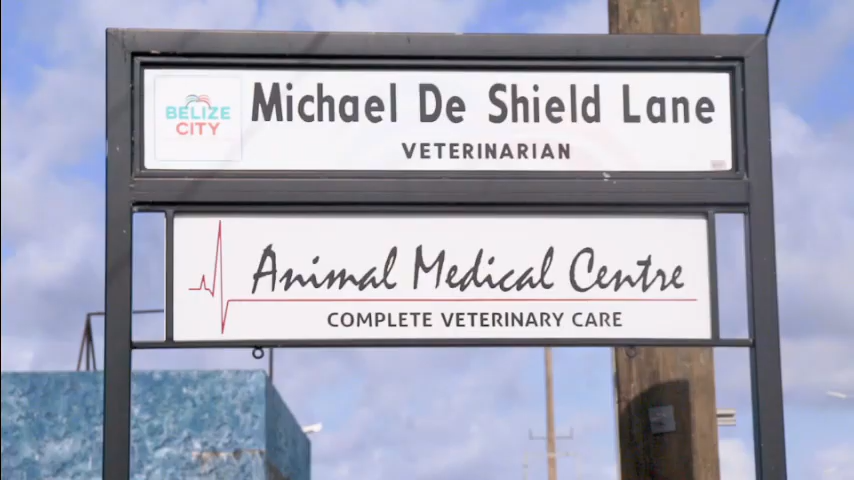 BELIZE
CITY
Michael De Shield Lane
VETERINARIAN
Animal Medical Centre
COMPLETE VETERINARY CARE